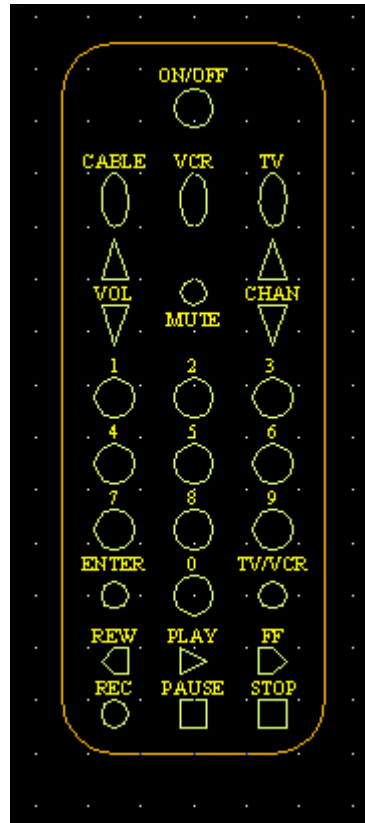 ON/OFF
CABLE VCR TV
VOL CHAN
MUTE
1 2 3
4 5 6
7 8 9
ENTER 0 TV/VCR
REW PLAY FF
REC PAUSE STOP